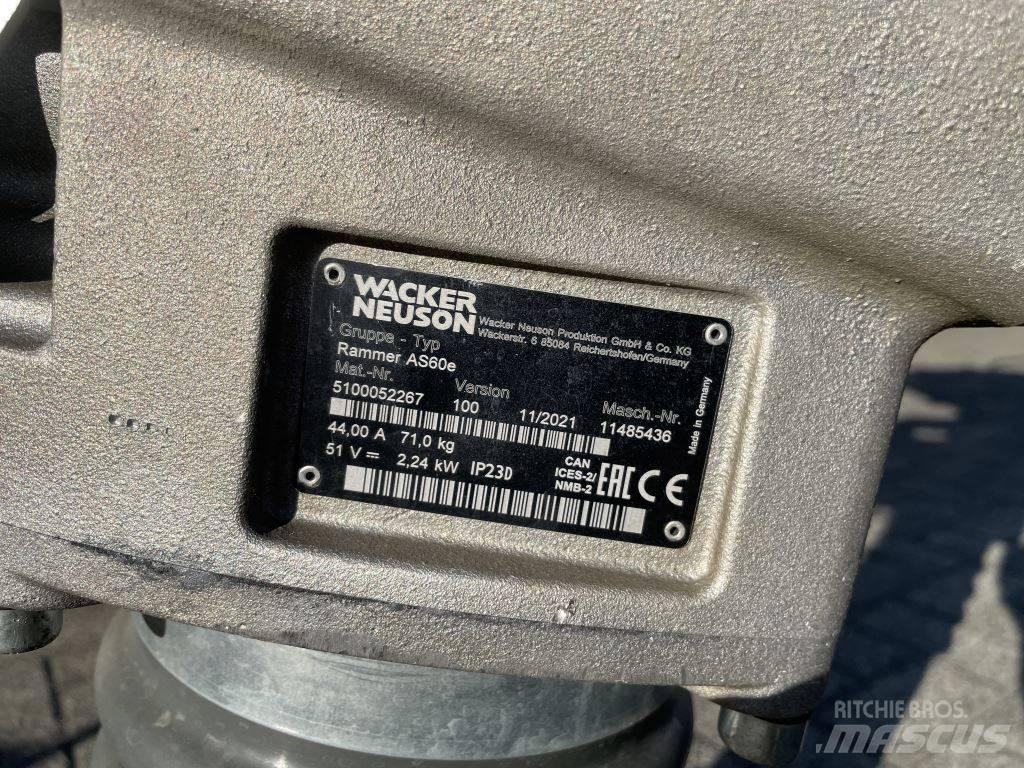 WACKER
NEUSON
Wacker Neuson Produktion GmbH & Co. KG
Wackerstr. 6 85084 Reichertshofen/Germany
Gruppe - Typ
Rammer AS60e
Mat.-Nr. Version Masch.-Nr.
5100052267 100 11/2021 11485436
44.00 A 71,0 kg
51 V 2,24 kW IP23D
CAN
ICES-2/
NMB-2
EAC CE
Made in Germany
RITCHIE BROS.
MASCUS